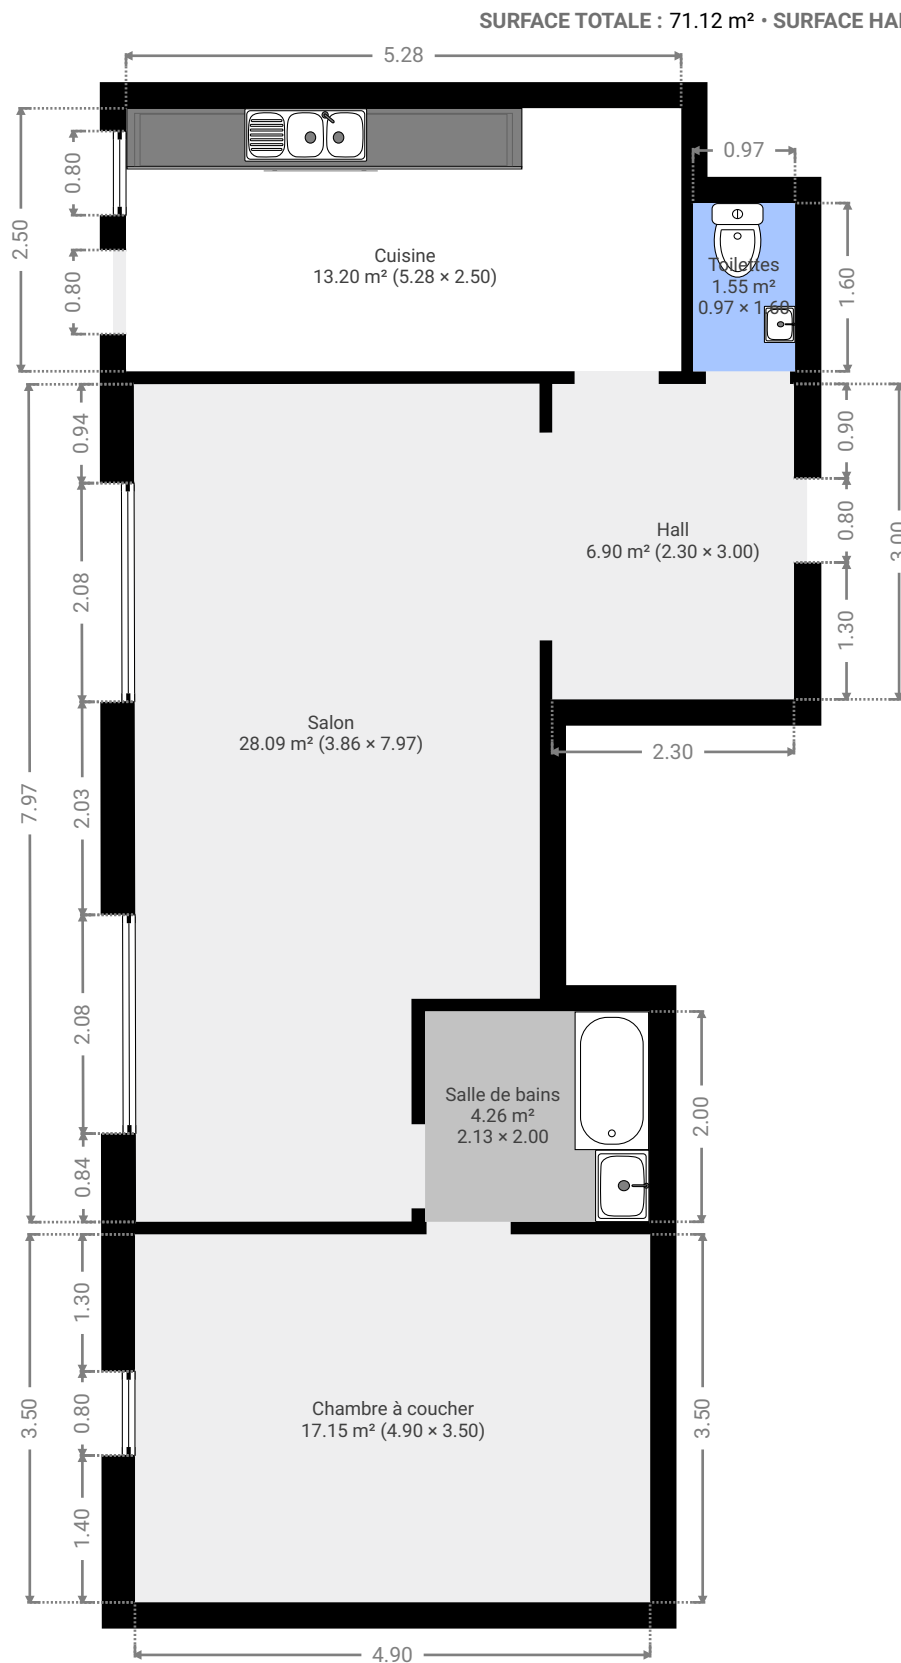 SURFACE TOTALE : 71.12 m² • SURFACE HA
5.28
0.97
2.50
0.80
0.80
Cuisine
13.20 m² (5.28 × 2.50)
Toilettes
1.55 m²
0.97 × 1.60
1.60
0.94
0.90
2.08
0.80
3.00
Hall
6.90 m² (2.30 × 3.00)
1.30
Salon
28.09 m² (3.86 × 7.97)
2.30
7.97
2.03
2.08
Salle de bains
4.26 m²
2.13 × 2.00
2.00
0.84
1.30
3.50
0.80
Chambre à coucher
17.15 m² (4.90 × 3.50)
3.50
1.40
4.90